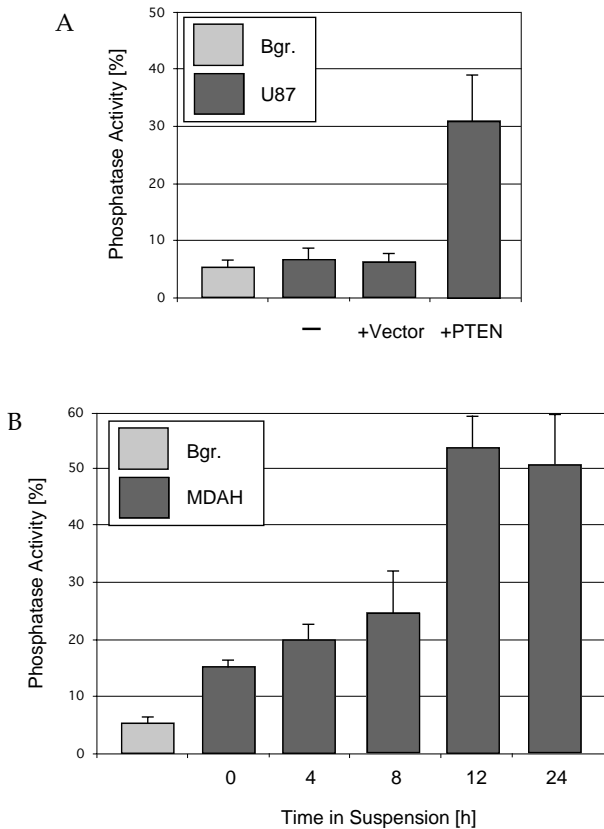 A
Phosphatase Activity [%]
50
40
30
20
10
0
Bgr.
U87
–
+Vector
+PTEN
B
Phosphatase Activity [%]
60
50
40
30
20
10
0
Bgr.
MDAH
0
4
8
12
24
Time in Suspension [h]